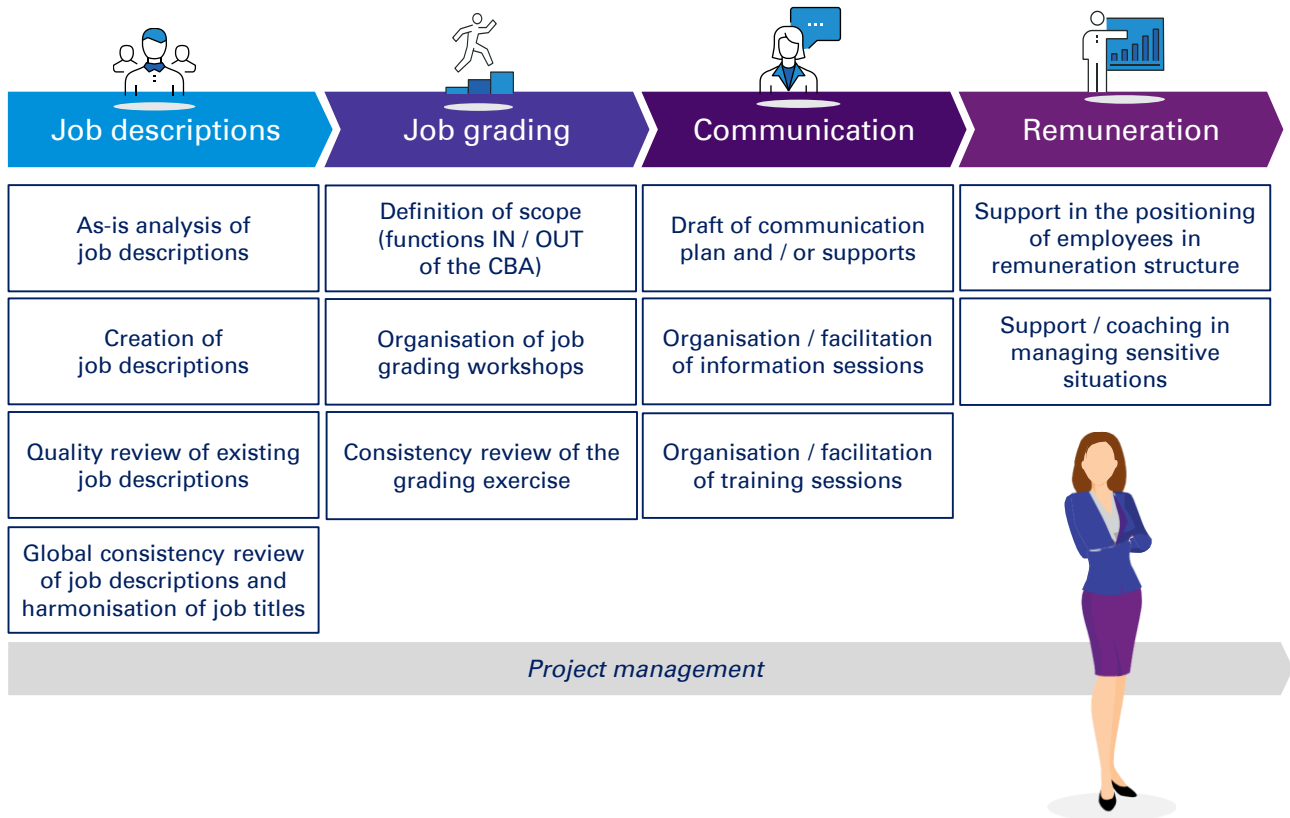 ...
Job descriptions
Job grading
Communication
Remuneration
As-is analysis of
job descriptions
Creation of
job descriptions
Quality review of existing
job descriptions
Global consistency review
of job descriptions and
harmonisation of job titles
Definition of scope
(functions IN / OUT
of the CBA)
Organisation of job
grading workshops
Consistency review of the
grading exercise
Draft of communication
plan and / or supports
Organisation / facilitation
of information sessions
Organisation / facilitation
of training sessions
Support in the positioning
of employees in
remuneration structure
Support / coaching in
managing sensitive
situations
Project management